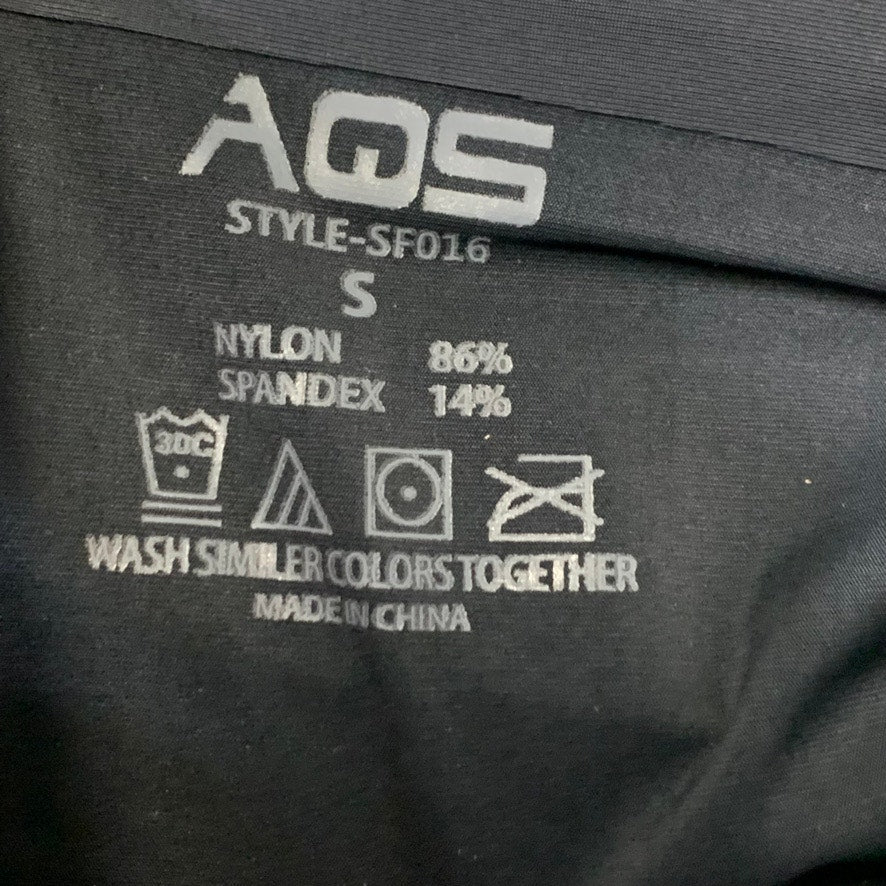 AQS
STYLE-SF016
S
NYLON 86%
SPANDEX 14%
30C
WASH SIMILER COLORS TOGETHER
MADE IN CHINA